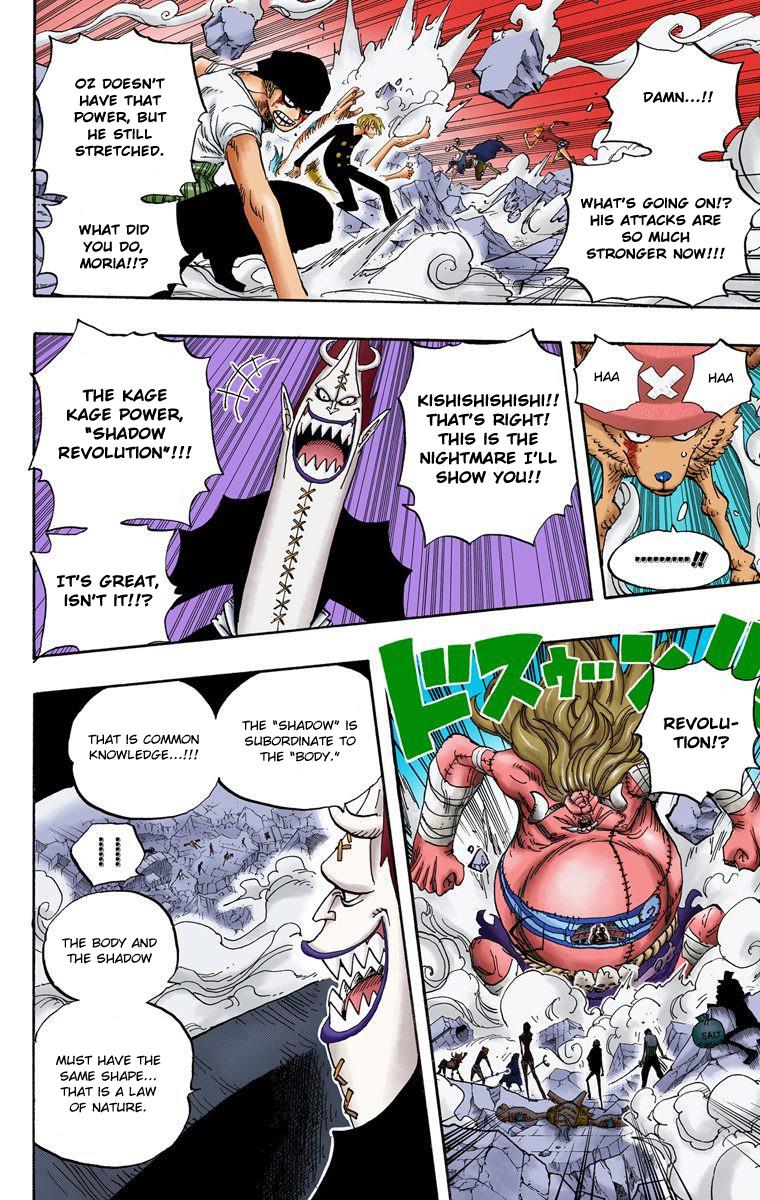 DAMN...!!
WHAT'S GOING ON!?
HIS ATTACKS ARE
SO MUCH
STRONGER NOW!!!
OZ DOESN'T
HAVE THAT
POWER, BUT
HE STILL
STRETCHED.
WHAT DID
YOU DO,
MORIA!!?
HAA
HAA
..........!!
KISHISHISHISHI!!
THAT'S RIGHT!
THIS IS THE
NIGHTMARE I'LL
SHOW YOU!!
THE KAGE
KAGE POWER,
"SHADOW
REVOLUTION"!!!
IT'S GREAT,
ISN'T IT!!?
ドスゥゥン!!
REVOLU-
TION!?
SALT
THE "SHADOW" IS
SUBORDINATE TO
THE "BODY."
THAT IS COMMON
KNOWLEDGE...!!!
THE BODY AND
THE SHADOW
MUST HAVE THE
SAME SHAPE...
THAT IS A LAW
OF NATURE.